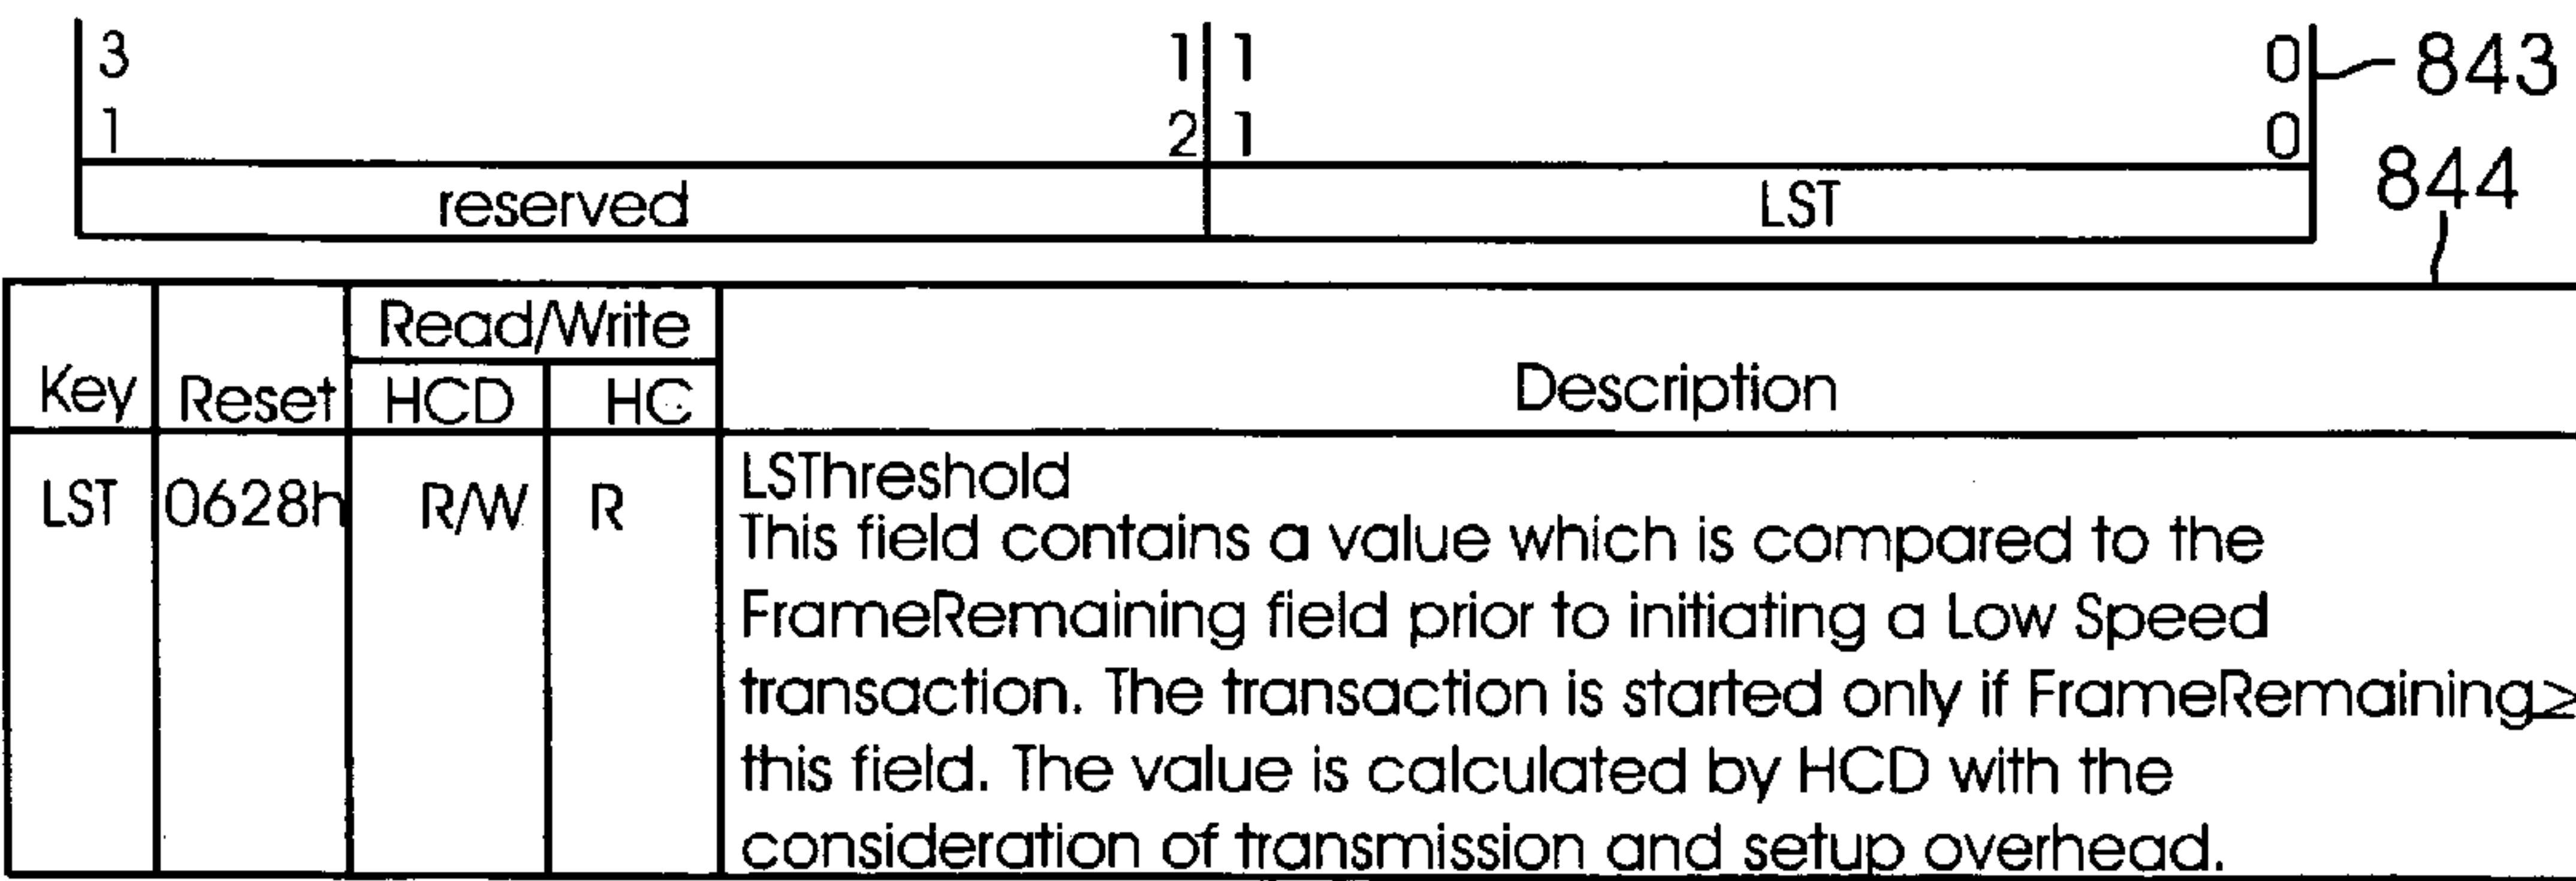 3 1 1 0 843
1 2 1 0
844
reserved LST
Read/Write
Key Reset HCD HC Description
LSThreshold
LST 0628h R/W R
This field contains a value which is compared to the
FrameRemaining field prior to initiating a Low Speed
transaction. The transaction is started only if FrameRemaining≥
this field. The value is calculated by HCD with the
consideration of transmission and setup overhead.